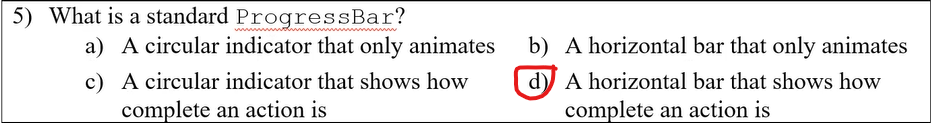 5) What is a standard ProgressBar?
a) A circular indicator that only animates b) A horizontal bar that only animates
c) A circular indicator that shows how d) A horizontal bar that shows how
complete an action is complete an action is